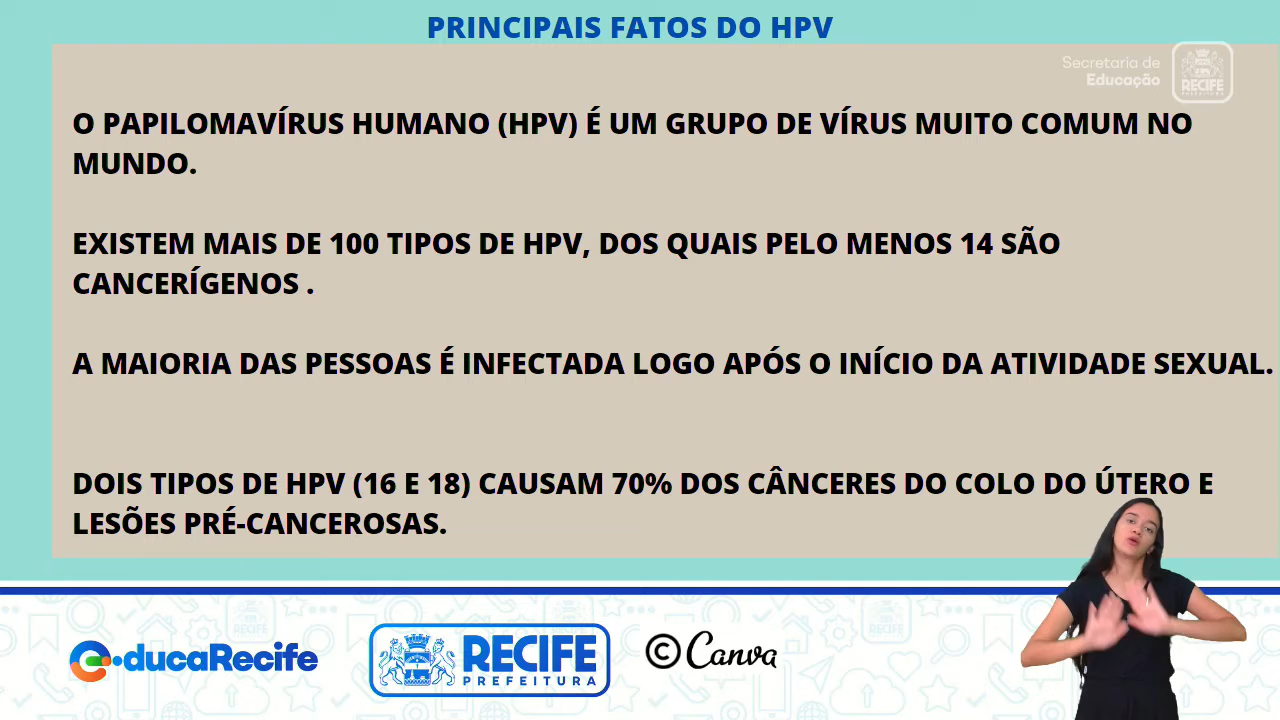 PRINCIPAIS FATOS DO HPV
Secretaria de
Educação
RECIFE
PREFEITURA
O PAPILOMAVÍRUS HUMANO (HPV) É UM GRUPO DE VÍRUS MUITO COMUM NO
MUNDO.
EXISTEM MAIS DE 100 TIPOS DE HPV, DOS QUAIS PELO MENOS 14 SÃO
CANCERÍGENOS .
A MAIORIA DAS PESSOAS É INFECTADA LOGO APÓS O INÍCIO DA ATIVIDADE SEXUAL.
DOIS TIPOS DE HPV (16 E 18) CAUSAM 70% DOS CÂNCERES DO COLO DO ÚTERO E
LESÕES PRÉ-CANCEROSAS.
educaRecife
RECIFE
PREFEITURA
© Canva